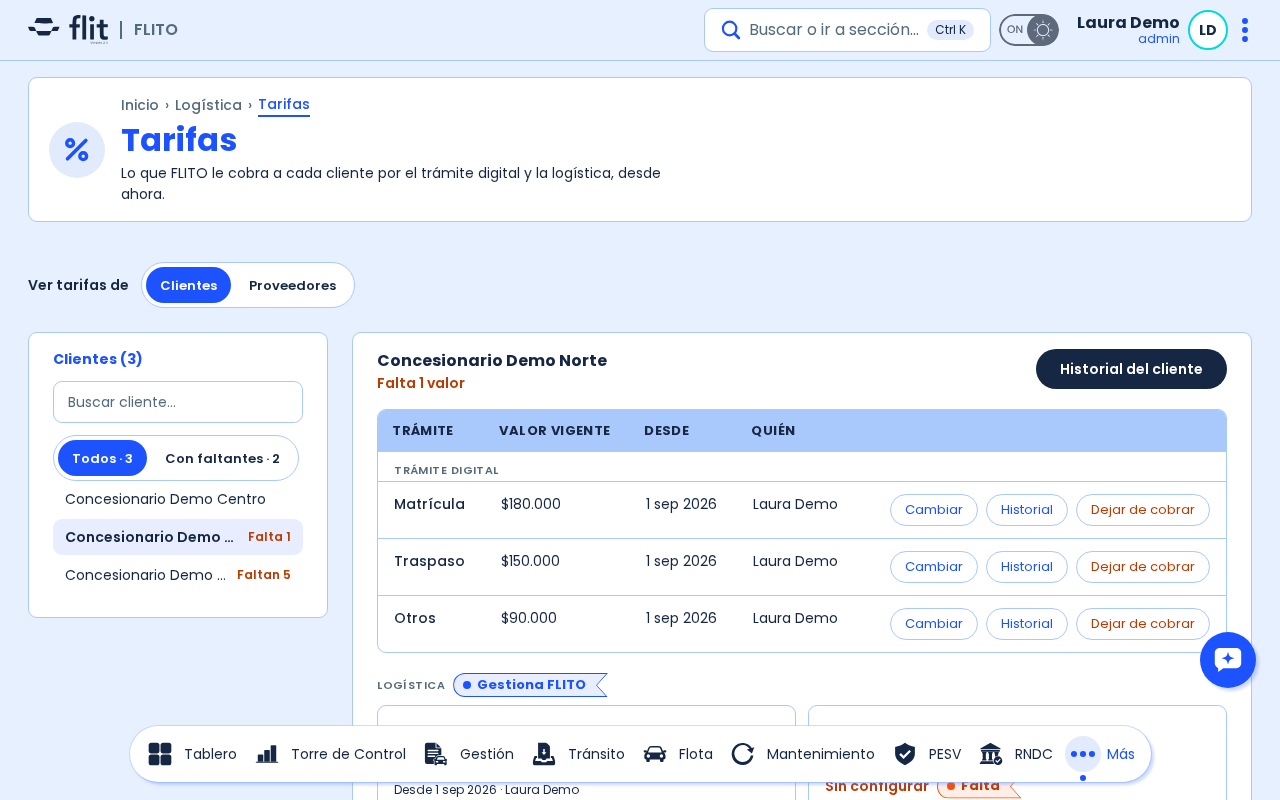 flit | FLITO
Buscar o ir a sección... Ctrl K
ON
Laura Demo
admin
LD
Inicio › Logística › Tarifas
Tarifas
Lo que FLITO le cobra a cada cliente por el trámite digital y la logística, desde
ahora.
Ver tarifas de
Clientes
Proveedores
Clientes (3)
Buscar cliente...
Todos · 3
Con faltantes · 2
Concesionario Demo Centro
Concesionario Demo ... Falta 1
Concesionario Demo ... Faltan 5
Concesionario Demo Norte
Falta 1 valor
Historial del cliente
TRÁMITE VALOR VIGENTE DESDE QUIÉN
TRÁMITE DIGITAL
Matrícula $180.000 1 sep 2026 Laura Demo Cambiar Historial Dejar de cobrar
Traspaso $150.000 1 sep 2026 Laura Demo Cambiar Historial Dejar de cobrar
Otros $90.000 1 sep 2026 Laura Demo Cambiar Historial Dejar de cobrar
LOGÍSTICA Gestiona FLITO
Tablero
Torre de Control
Gestión
Tránsito
Flota
Mantenimiento
PESV
RNDC
Más
Desde 1 sep 2026 · Laura Demo
Sin configurar Falta